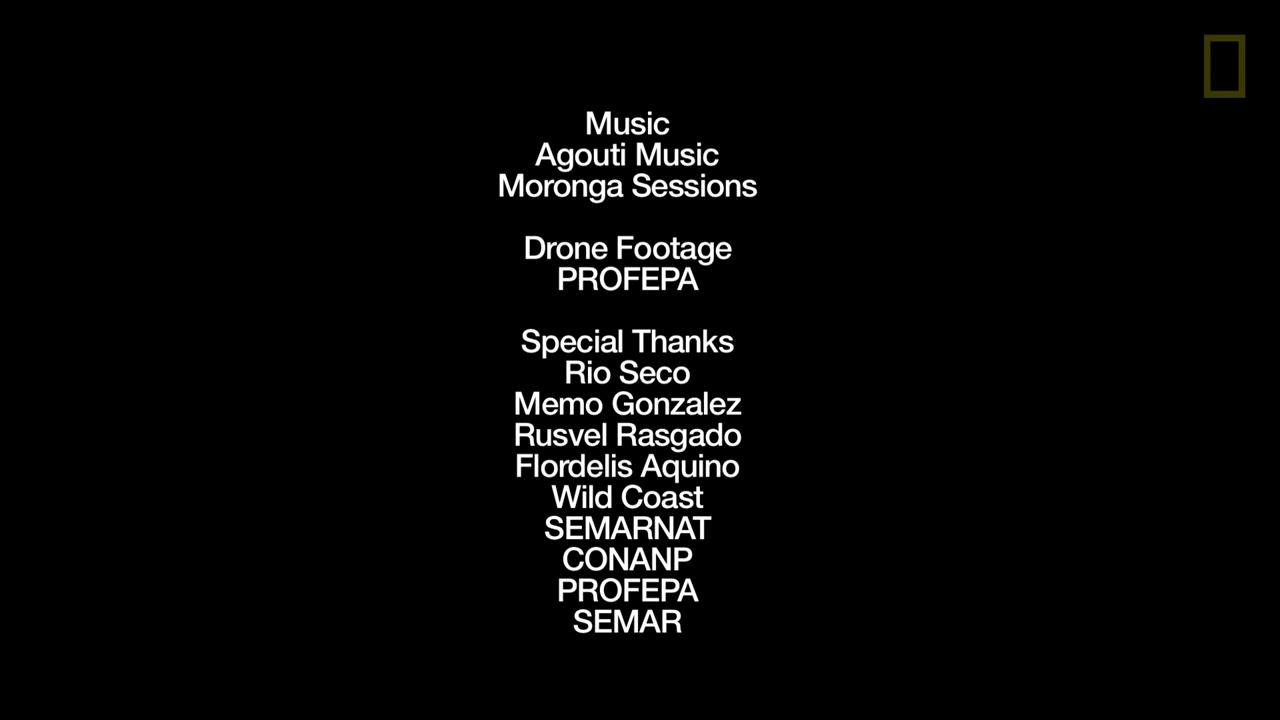 Music
Agouti Music
Moronga Sessions
Drone Footage
PROFEPA
Special Thanks
Rio Seco
Memo Gonzalez
Rusvel Rasgado
Flordelis Aquino
Wild Coast
SEMARNAT
CONANP
PROFEPA
SEMAR